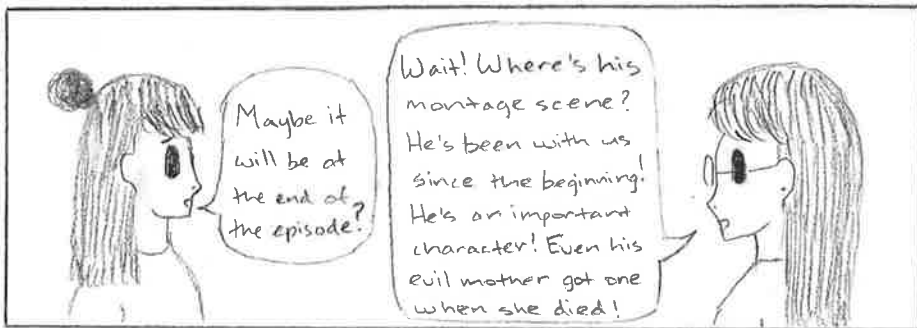 Maybe it
will be at
the end of
the episode?
Wait! Where's his
montage scene?
He's been with us
since the beginning!
He's an important
character! Even his
evil mother got one
when she died!